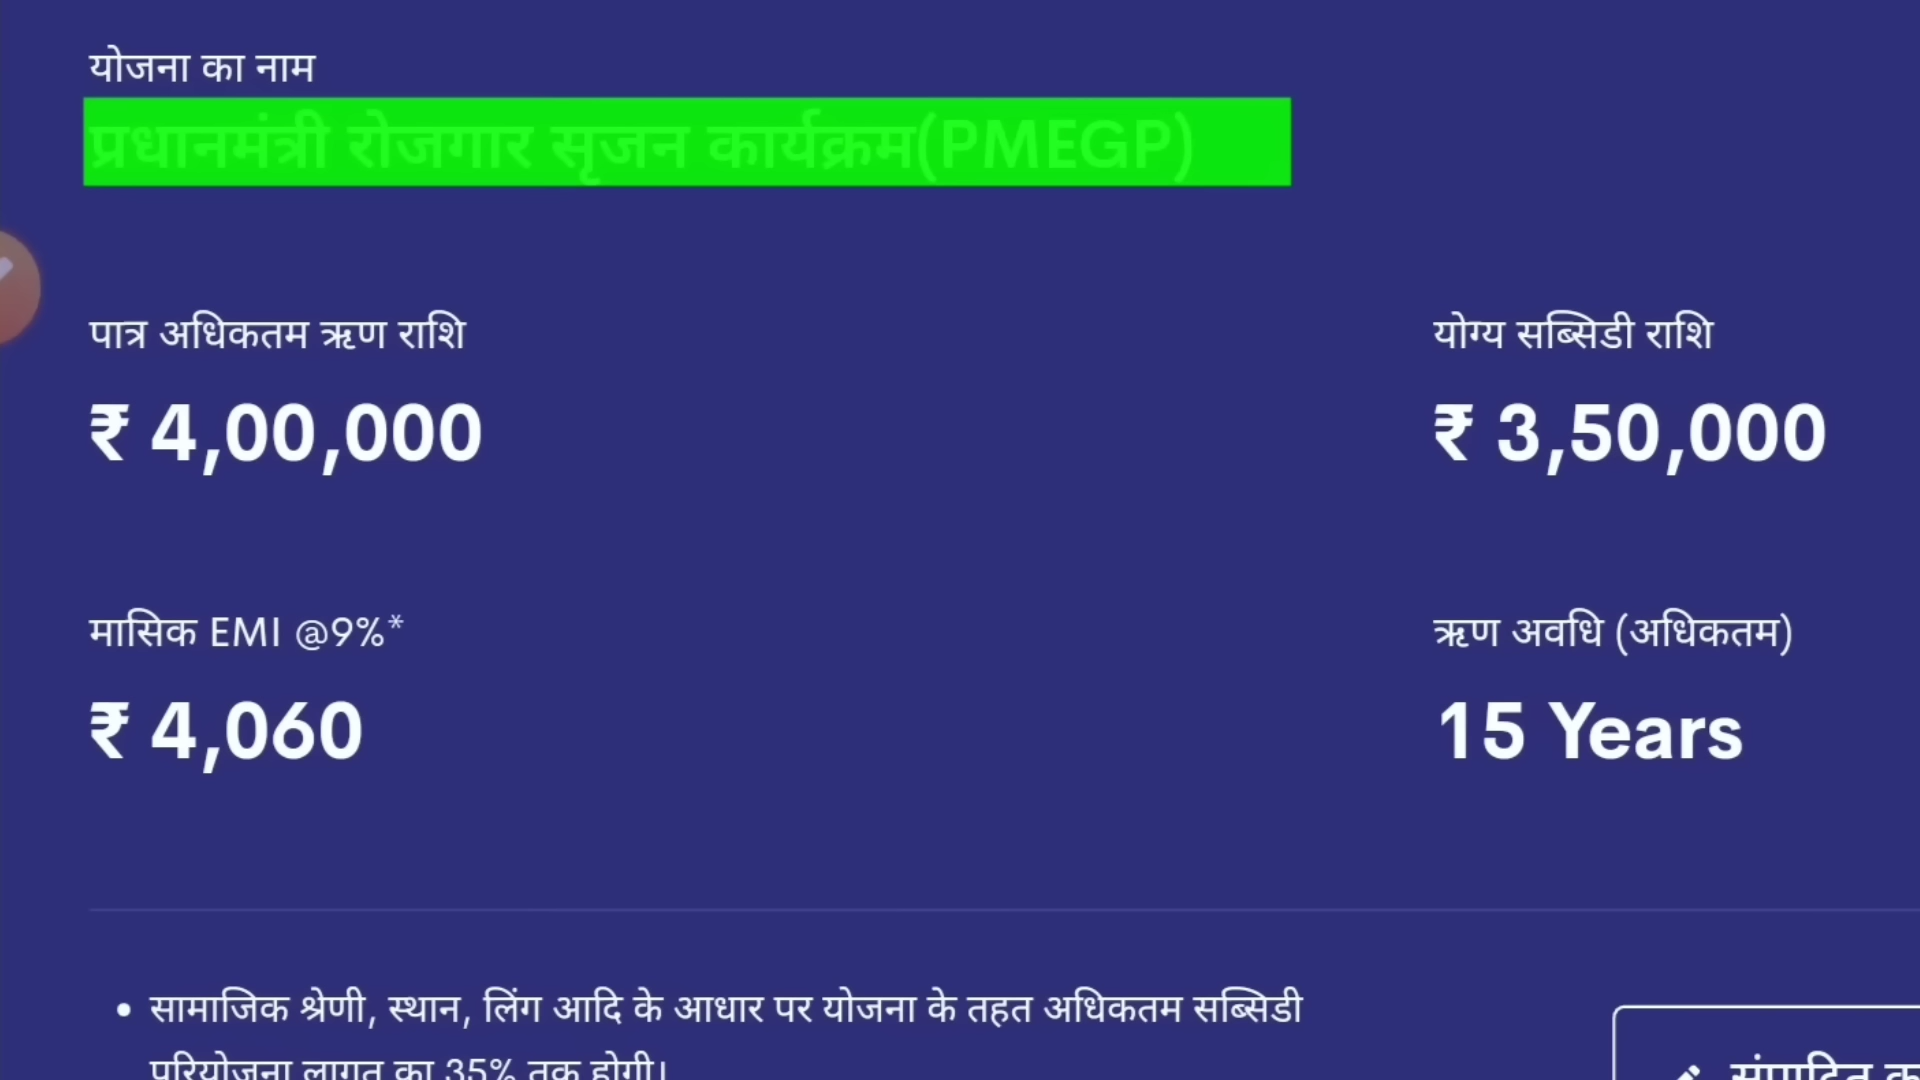 योजना का नाम
प्रधानमंत्री रोजगार सृजन कार्यक्रम(PMEGP)
पात्र अधिकतम ऋण राशि
योग्य सब्सिडी राशि
₹ 4,00,000
₹ 3,50,000
मासिक EMI @9%*
ऋण अवधि (अधिकतम)
₹ 4,060
15 Years
• सामाजिक श्रेणी, स्थान, लिंग आदि के आधार पर योजना के तहत अधिकतम सब्सिडी
परियोजना लागत का 35% तक होगी।